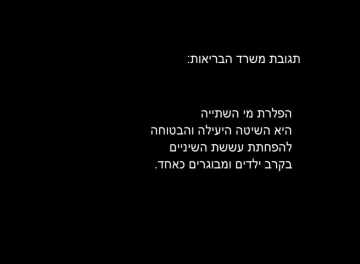 תגובת משרד הבריאות:
הפלרת מי השתייה
היא השיטה היעילה והבטוחה
להפחתת עששת השיניים
בקרב ילדים ומבוגרים כאחד.